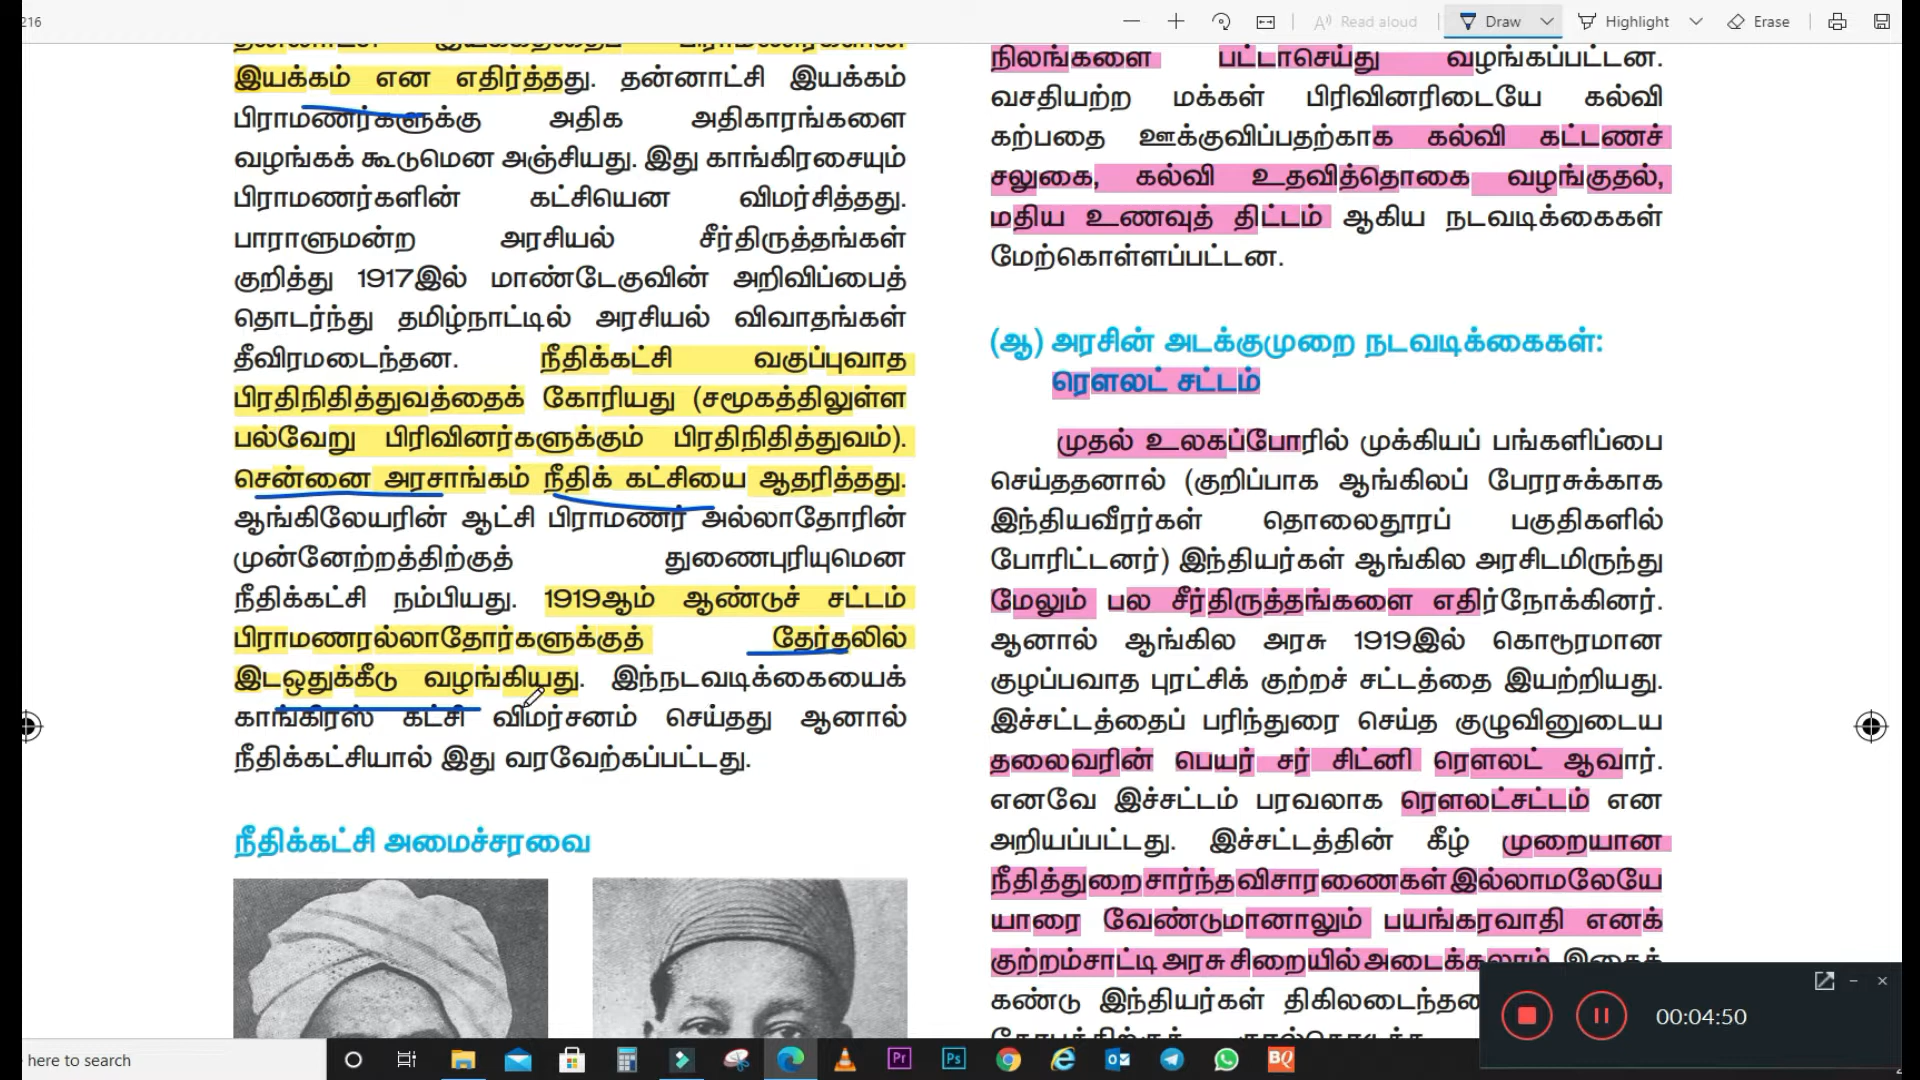 216
Read aloud
Draw
Highlight
Erase
இயக்கம் என எதிர்த்தது. தன்னாட்சி இயக்கம்
பிராமணர்களுக்கு அதிக அதிகாரங்களை
வழங்கக் கூடுமென அஞ்சியது. இது காங்கிரசையும்
பிராமணர்களின் கட்சியென விமர்சித்தது.
பாராளுமன்ற அரசியல் சீர்திருத்தங்கள்
குறித்து 1917இல் மாண்டேகுவின் அறிவிப்பைத்
தொடர்ந்து தமிழ்நாட்டில் அரசியல் விவாதங்கள்
தீவிரமடைந்தன. நீதிக்கட்சி வகுப்புவாத
பிரதிநிதித்துவத்தைக் கோரியது (சமூகத்திலுள்ள
பல்வேறு பிரிவினர்களுக்கும் பிரதிநிதித்துவம்).
சென்னை அரசாங்கம் நீதிக் கட்சியை ஆதரித்தது.
ஆங்கிலேயரின் ஆட்சி பிராமணர் அல்லாதோரின்
முன்னேற்றத்திற்குத் துணைபுரியுமென
நீதிக்கட்சி நம்பியது. 1919ஆம் ஆண்டுச் சட்டம்
பிராமணரல்லாதோர்களுக்குத் தேர்தலில்
இடஒதுக்கீடு வழங்கியது. இந்நடவடிக்கையைக்
காங்கிரஸ் கட்சி விமர்சனம் செய்தது ஆனால்
நீதிக்கட்சியால் இது வரவேற்கப்பட்டது.
நீதிக்கட்சி அமைச்சரவை
நிலங்களை பட்டாசெய்து வழங்கப்பட்டன.
வசதியற்ற மக்கள் பிரிவினரிடையே கல்வி
கற்பதை ஊக்குவிப்பதற்காக கல்வி கட்டணச்
சலுகை, கல்வி உதவித்தொகை வழங்குதல்,
மதிய உணவுத் திட்டம் ஆகிய நடவடிக்கைகள்
மேற்கொள்ளப்பட்டன.
(ஆ) அரசின் அடக்குமுறை நடவடிக்கைகள்:
ரௌலட் சட்டம்
முதல் உலகப்போரில் முக்கியப் பங்களிப்பை
செய்ததனால் (குறிப்பாக ஆங்கிலப் பேரரசுக்காக
இந்தியவீரர்கள் தொலைதூரப் பகுதிகளில்
போரிட்டனர்) இந்தியர்கள் ஆங்கில அரசிடமிருந்து
மேலும் பல சீர்திருத்தங்களை எதிர்நோக்கினர்.
ஆனால் ஆங்கில அரசு 1919இல் கொடூரமான
குழப்பவாத புரட்சிக் குற்றச் சட்டத்தை இயற்றியது.
இச்சட்டத்தைப் பரிந்துரை செய்த குழுவினுடைய
தலைவரின் பெயர் சர் சிட்னி ரௌலட் ஆவார்.
எனவே இச்சட்டம் பரவலாக ரௌலட்சட்டம் என
அறியப்பட்டது. இச்சட்டத்தின் கீழ் முறையான
நீதித்துறைசார்ந்தவிசாரணைகள்இல்லாமலேயே
யாரை வேண்டுமானாலும் பயங்கரவாதி எனக்
குற்றம்சாட்டி அரசு சிறையில் அடைக்கலாம்
கண்டு இந்தியர்கள்
00:04:50
here to search
Pr
Ps
BQ